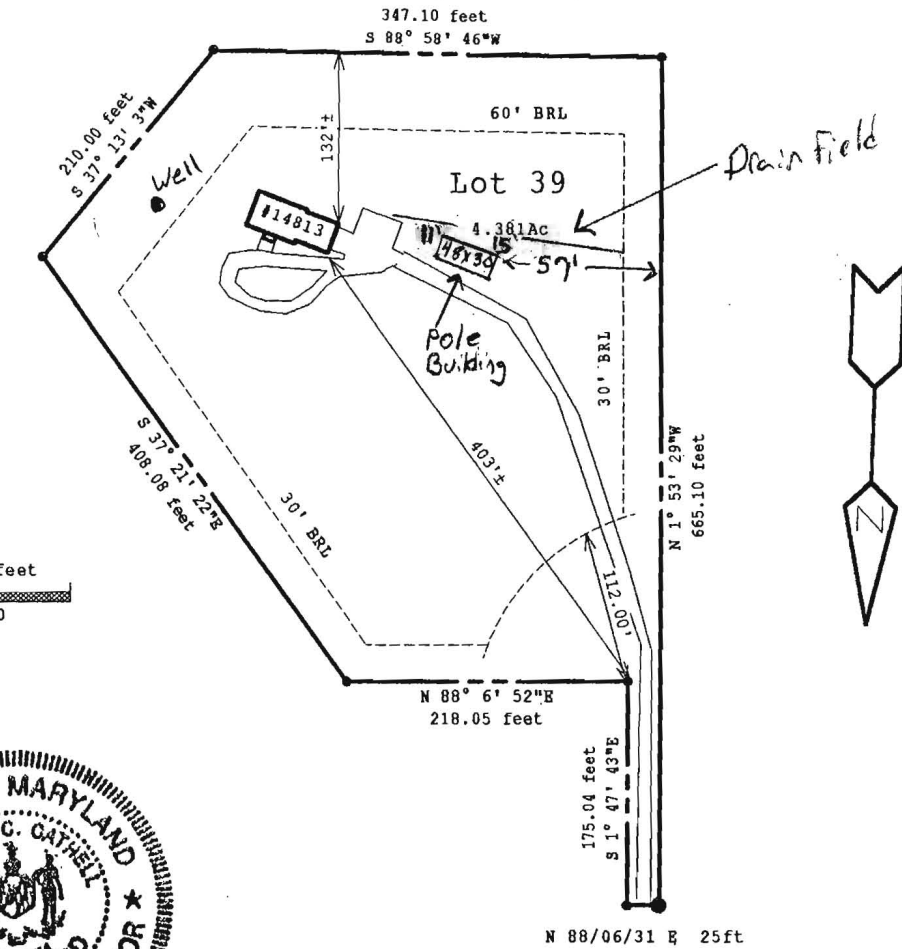 347.10 feet
S 88° 58' 46"W
210.00 feet
S 37° 13' 3"W
Well
132'±
60' BRL
Drain Field
Lot 39
#14813
4.381Ac
11'
15'
48x30
57'
Pole
Building
30' BRL
403'±
S 37° 21' 22"E
408.08 feet
30' BRL
N 1° 53' 29"W
665.10 feet
N
feet
0
112.00'
N 88° 6' 52"E
218.05 feet
175.04 feet
S 1° 47' 43"E
MARYLAND
C. CATHELL
N 88/06/31 E 25ft